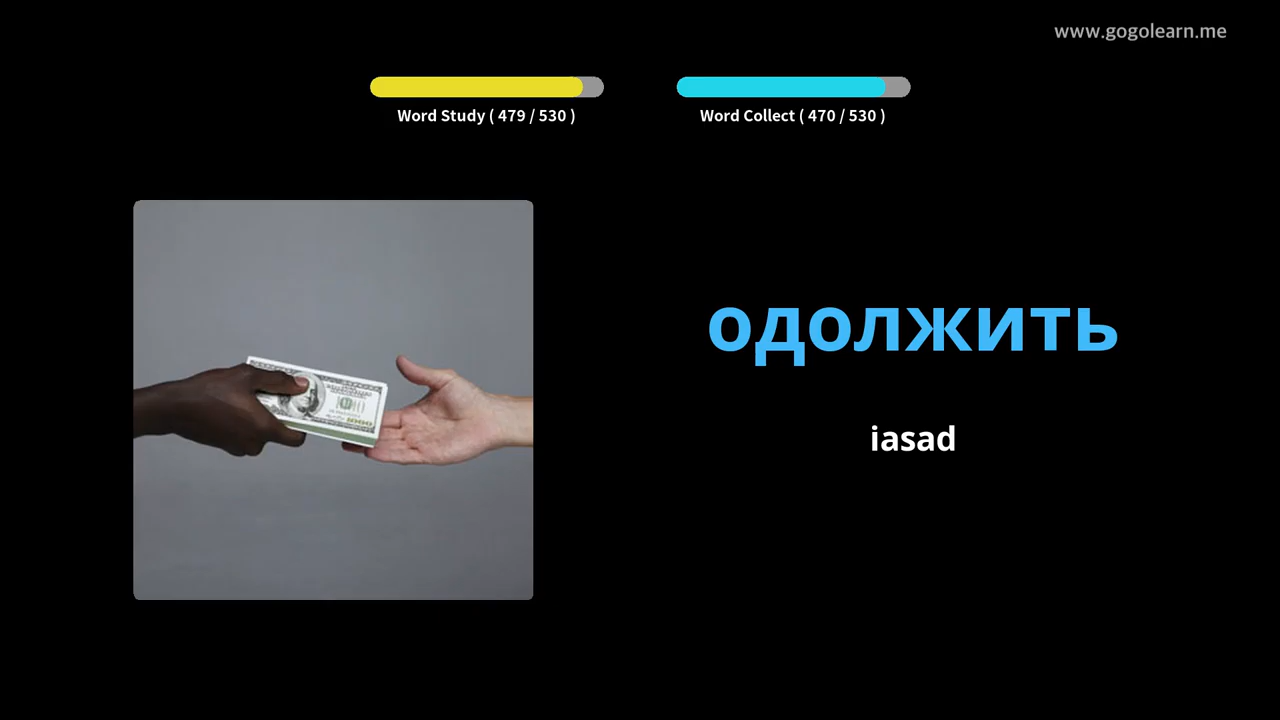 www.gogolearn.me
Word Study ( 479 / 530 )
Word Collect ( 470 / 530 )
одолжить
iasad